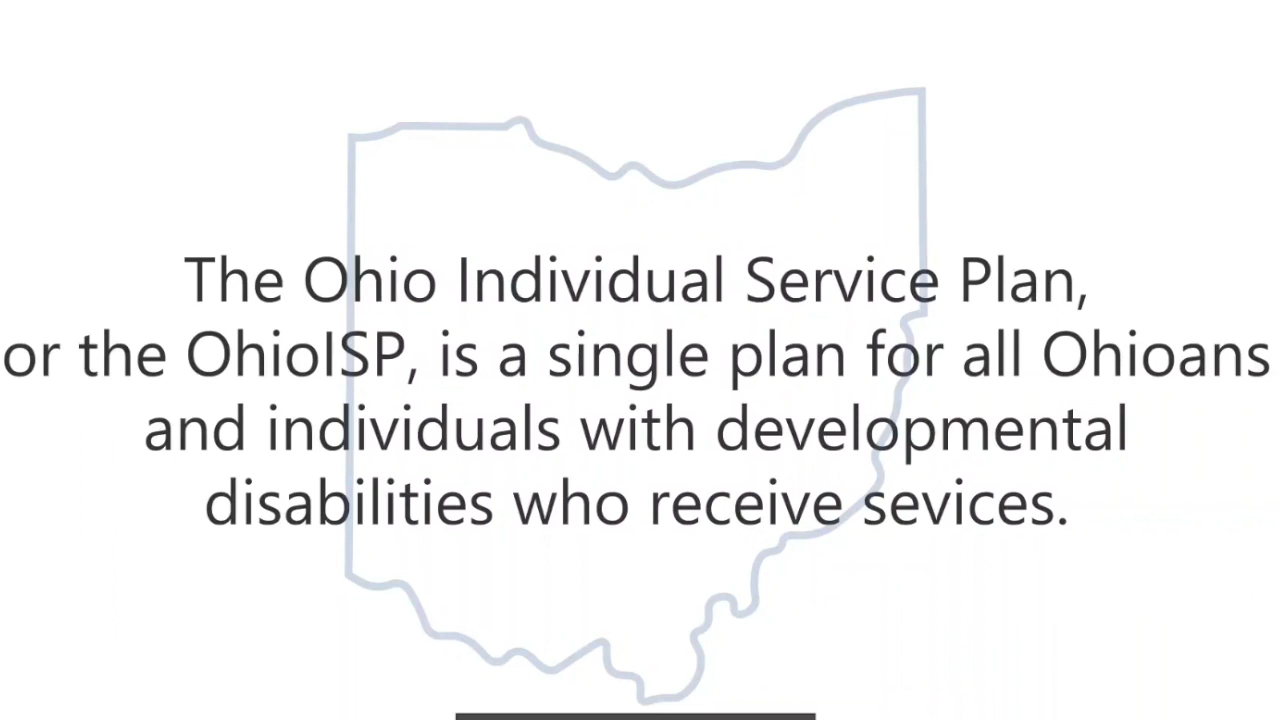 The Ohio Individual Service Plan,
or the OhioISP, is a single plan for all Ohioans
and individuals with developmental
disabilities who receive sevices.